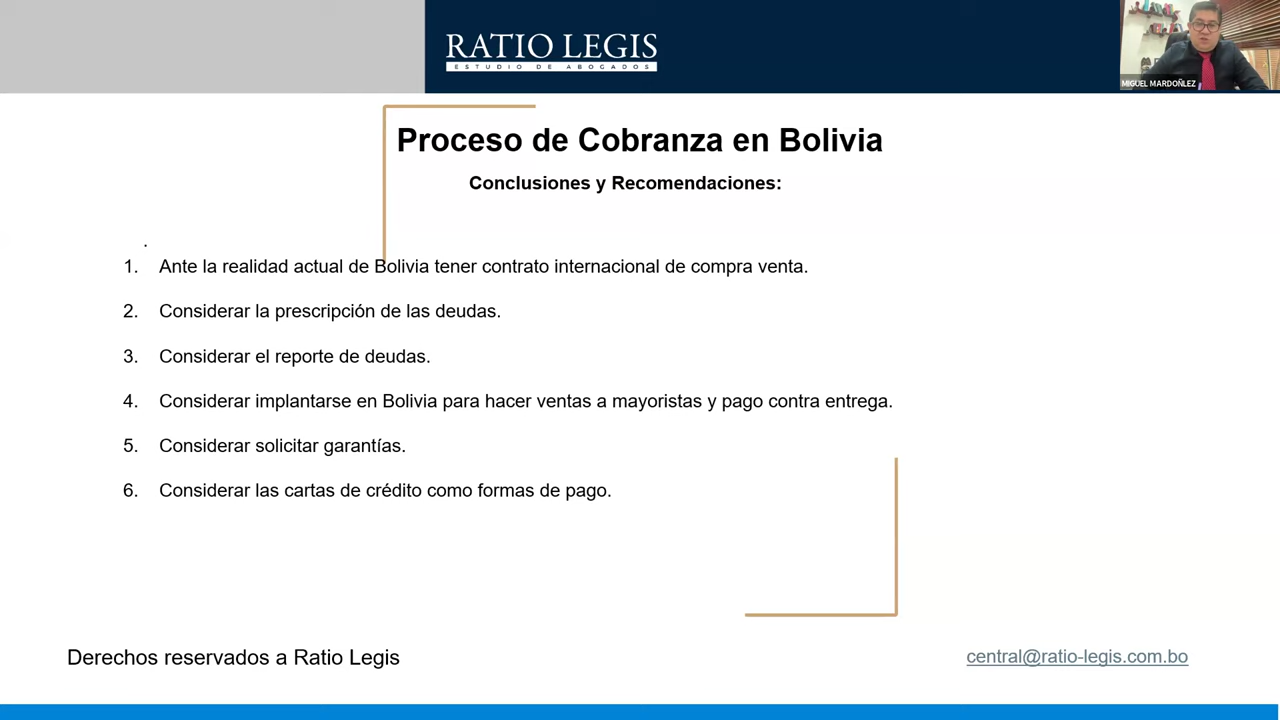 RATIO LEGIS
ESTUDIO DE ABOGADOS
MIGUEL MARDOÑLEZ
Proceso de Cobranza en Bolivia
Conclusiones y Recomendaciones:
.
1. Ante la realidad actual de Bolivia tener contrato internacional de compra venta.
2. Considerar la prescripción de las deudas.
3. Considerar el reporte de deudas.
4. Considerar implantarse en Bolivia para hacer ventas a mayoristas y pago contra entrega.
5. Considerar solicitar garantías.
6. Considerar las cartas de crédito como formas de pago.
Derechos reservados a Ratio Legis
central@ratio-legis.com.bo